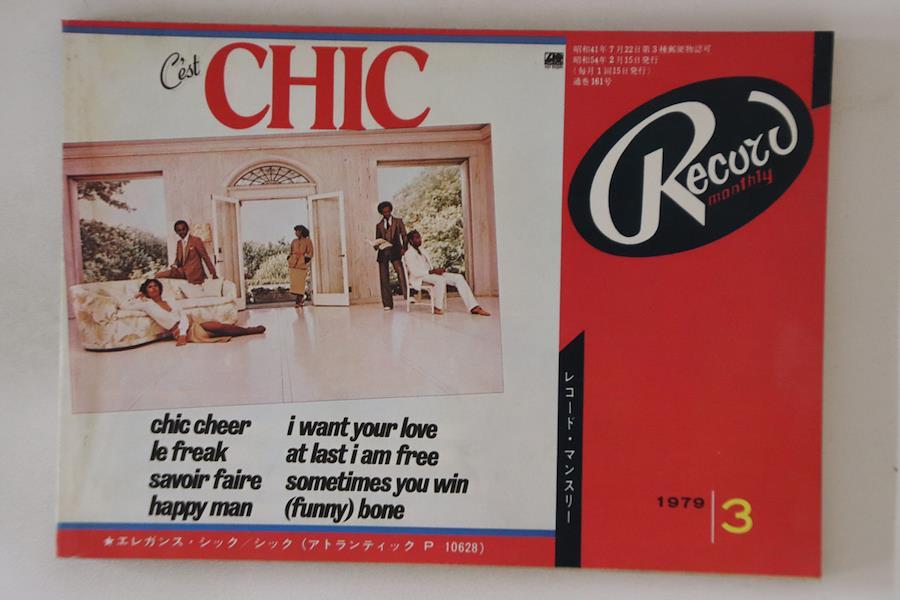 C'est
CHIC
chic cheer
le freak
savoir faire
happy man
i want your love
at last i am free
sometimes you win
(funny) bone
★エレガンス・シック/シック (アトランティック P 10628)
昭和41年7月22日第3種郵便物認可
昭和54年2月15日発行
(毎月1回15日発行)
通巻161号
Record
monthly
レコード・マンスリー
1979
3